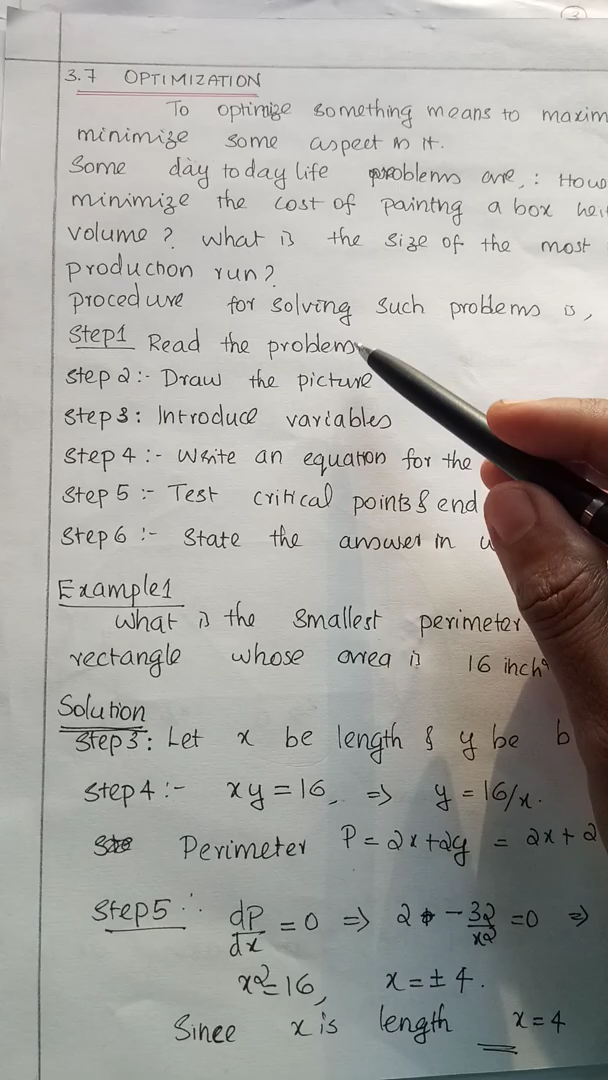 3
3.7 OPTIMIZATION
To optimize something means to maxim
minimize some aspect in it.
Some day to day life problems are, : How
minimize the cost of paintng a box
volume ? what is the size of the most
production run ?
Procedure for solving such problems is,
Step1 Read the problem
Step 2 :- Draw the picture
Step 3 : Introduce variables
Step 4 :- Write an equation for the
Step 5 :- Test critical points & end
Step 6 :- State the answer in
Example1
What is the smallest perimeter
rectangle whose area is 16 inch²
Solution
Step3 : Let x be length & y be b
Step4 :- xy = 16, => y = 16/x.
Perimeter P = 2x+2y = 2x + 2
Step5 ∴ dP/dx = 0 => 2 - 32/x² = 0 =>
x² = 16, x = ± 4.
Since x is length x = 4